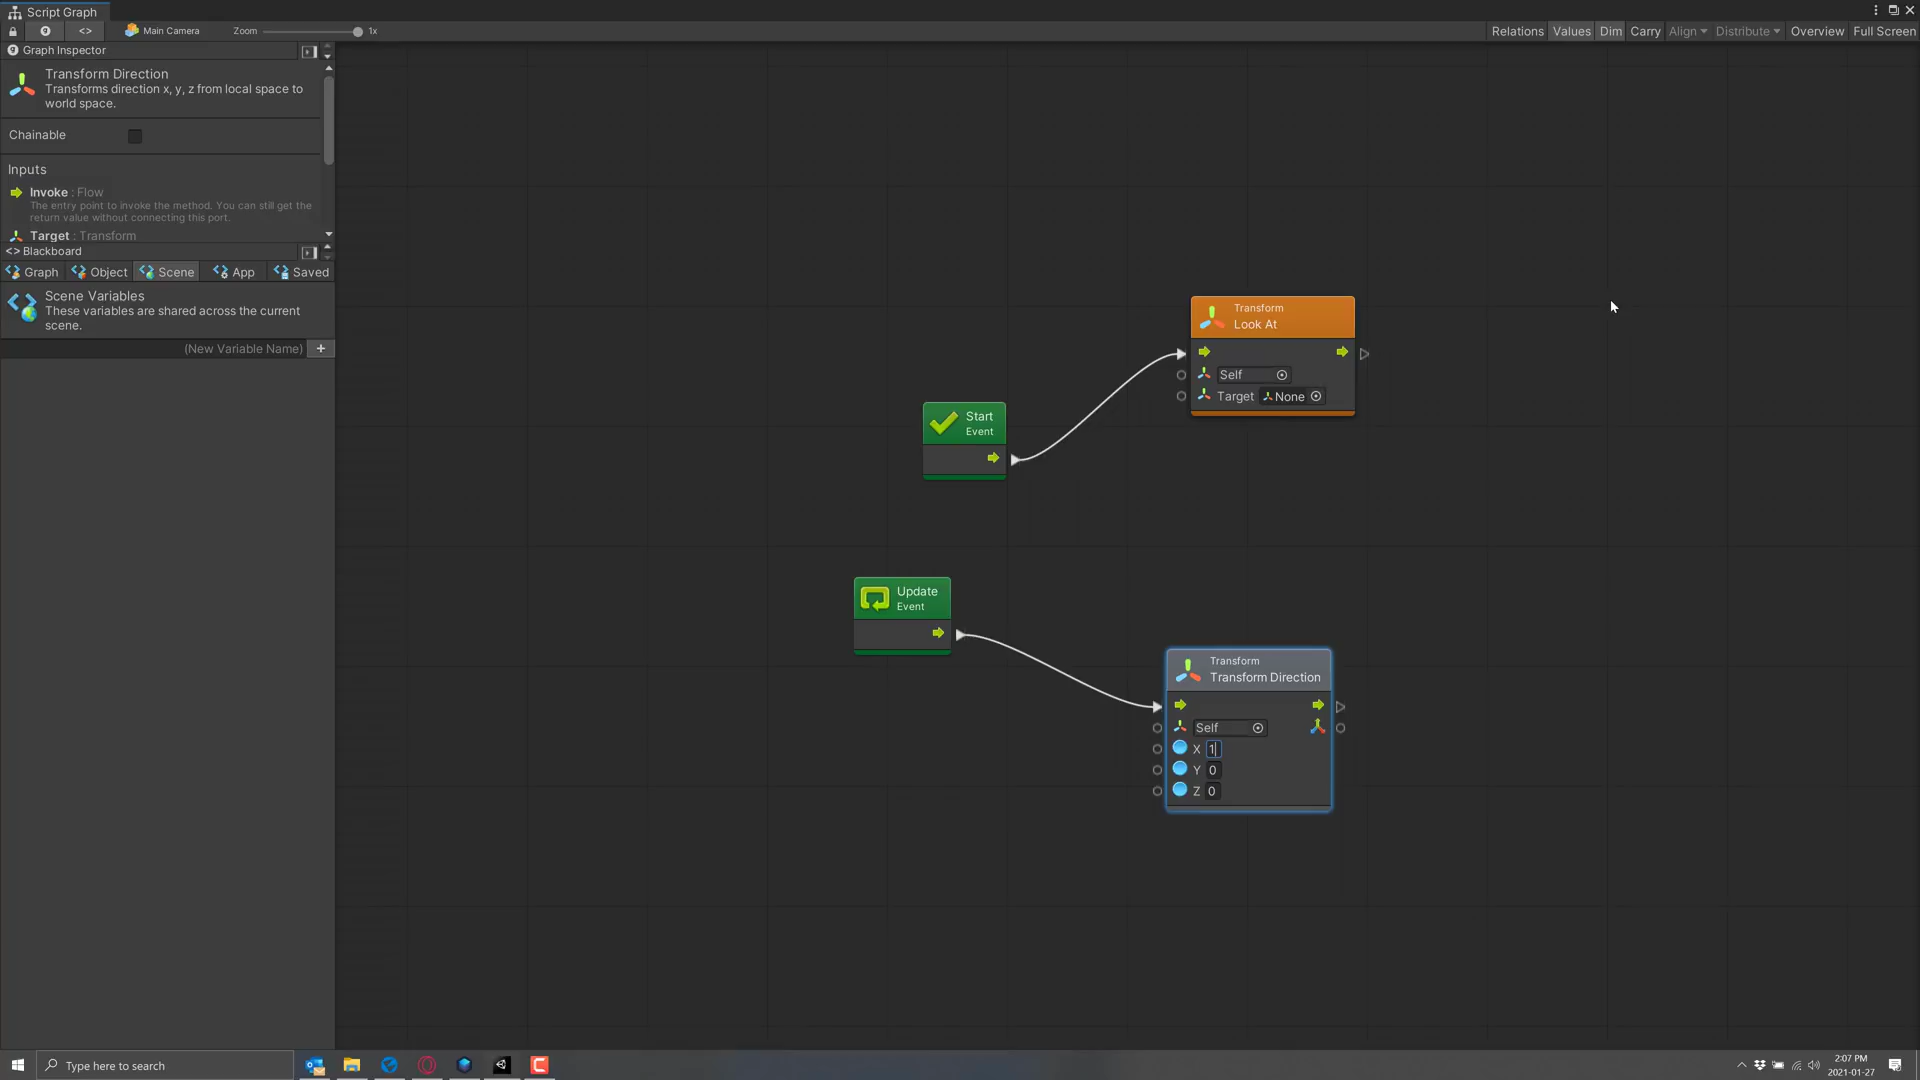 Script Graph
<> Main Camera Zoom 1x Relations Values Dim Carry Align Distribute Overview Full Screen
Graph Inspector
Transform Direction
Transforms direction x, y, z from local space to
world space.
Chainable
Inputs
Invoke : Flow
The entry point to invoke the method. You can still get the
return value without connecting this port.
Target : Transform
<> Blackboard
Graph Object Scene App Saved
Scene Variables
These variables are shared across the current
scene.
(New Variable Name) +
Transform
Look At
Self
Target None
Start
Event
Update
Event
Transform
Transform Direction
Self
X 1
Y 0
Z 0
Type here to search
2:07 PM
2021-01-27